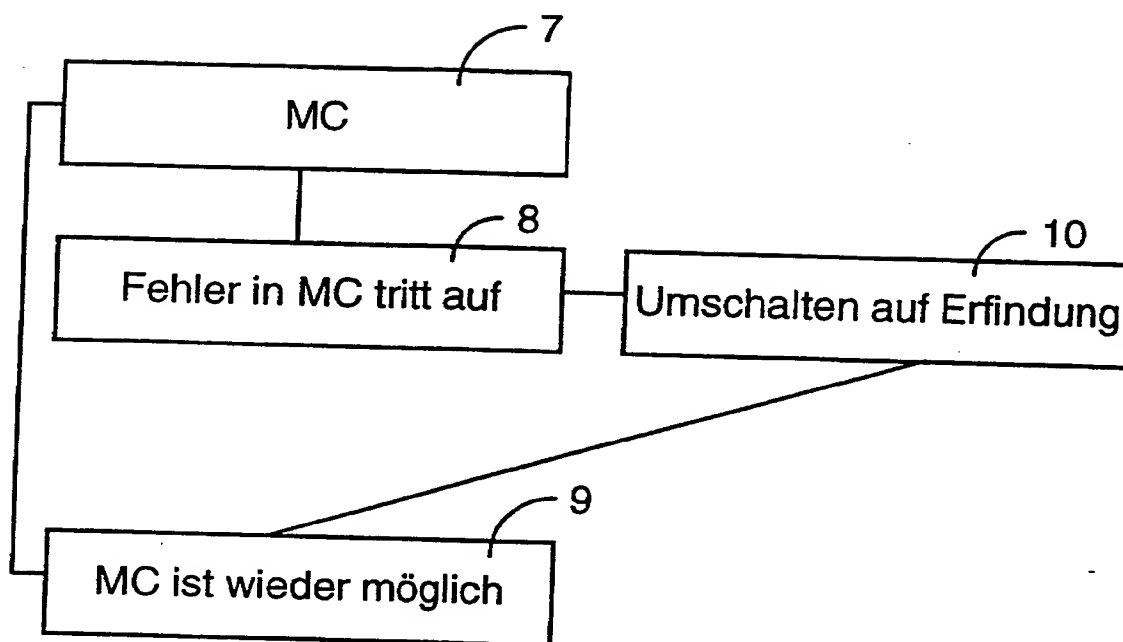 7
MC
8
Fehler in MC tritt auf
10
Umschalten auf Erfindung
9
MC ist wieder möglich